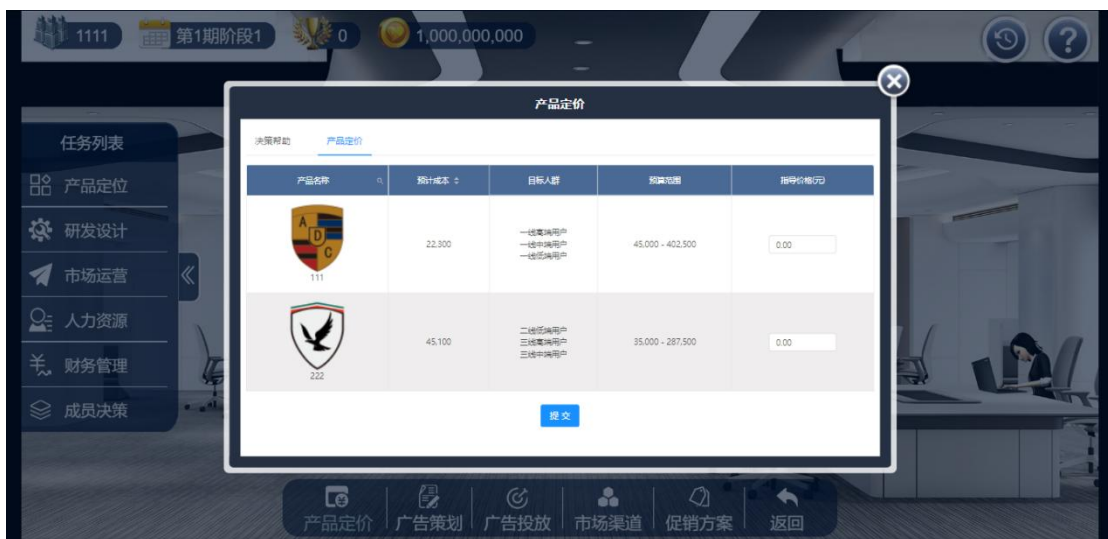 1111
第1期阶段1
0
1,000,000,000
?
产品定价
任务列表
产品定位
研发设计
市场运营
人力资源
财务管理
成员决策
决策帮助 产品定价
产品名称 预计成本 目标人群 预算范围 指导价格(元)
A
D
C
111
22,300
一线高端用户
一线中端用户
一线低端用户
45,000 - 402,500
0.00
222
45,100
二线低端用户
三线高端用户
三线中端用户
35,000 - 287,500
0.00
提交
产品定价 广告策划 广告投放 市场渠道 促销方案 返回